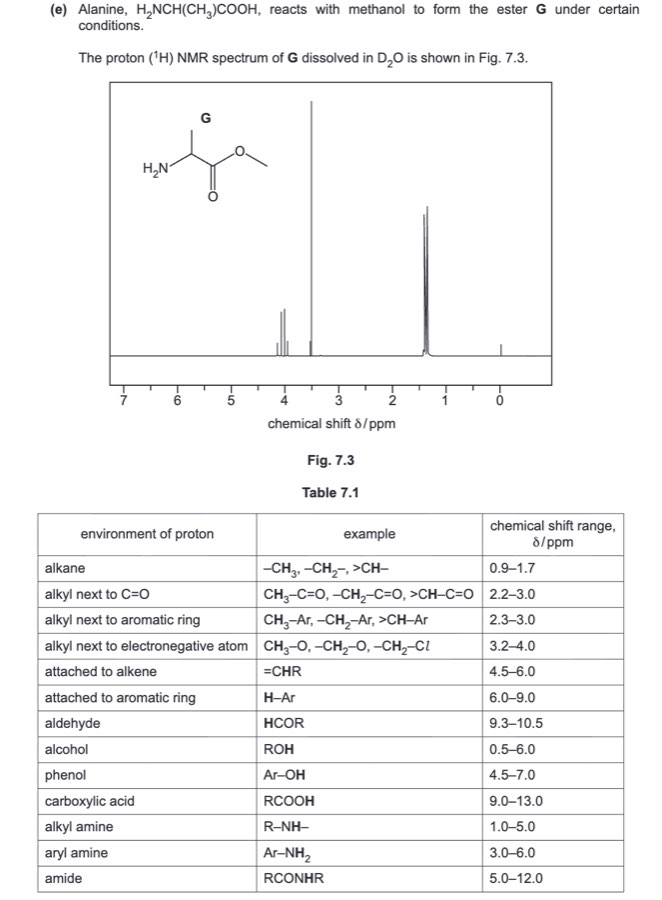 (e) Alanine, H₂NCH(CH₃)COOH, reacts with methanol to form the ester G under certain
conditions.
The proton (¹H) NMR spectrum of G dissolved in D₂O is shown in Fig. 7.3.
G
O
H₂N
O
7 6 5 4 3 2 1 0
chemical shift δ/ppm
Fig. 7.3
Table 7.1
environment of proton example chemical shift range, δ/ppm
alkane –CH₃, –CH₂–, >CH– 0.9–1.7
alkyl next to C=O CH₃–C=O, –CH₂–C=O, >CH–C=O 2.2–3.0
alkyl next to aromatic ring CH₃–Ar, –CH₂–Ar, >CH–Ar 2.3–3.0
alkyl next to electronegative atom CH₃–O, –CH₂–O, –CH₂–Cl 3.2–4.0
attached to alkene =CHR 4.5–6.0
attached to aromatic ring H–Ar 6.0–9.0
aldehyde HCOR 9.3–10.5
alcohol ROH 0.5–6.0
phenol Ar–OH 4.5–7.0
carboxylic acid RCOOH 9.0–13.0
alkyl amine R–NH– 1.0–5.0
aryl amine Ar–NH₂ 3.0–6.0
amide RCONHR 5.0–12.0